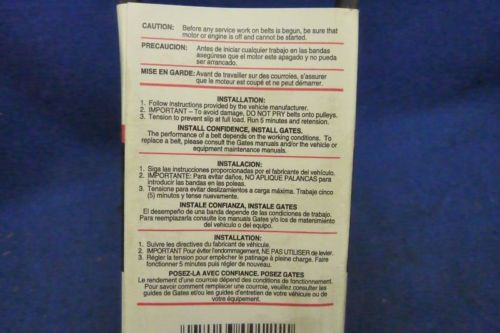 CAUTION: Before any service work on belts is begun, be sure that
motor or engine is off and cannot be started.
PRECAUCION: Antes de iniciar cualquier trabajo en las bandas
asegúrese que el motor este apagado y no pueda
ser arrancado.
MISE EN GARDE: Avant de travailler sur des courroies, s'assurer
que le moteur est coupé et ne peut démarrer.
INSTALLATION:
1. Follow instructions provided by the vehicle manufacturer.
2. IMPORTANT – To avoid damage, DO NOT PRY belts onto pulleys.
3. Tension to prevent slip at full load. Run 5 minutes and retension.
INSTALL CONFIDENCE, INSTALL GATES.
The performance of a belt depends on the working conditions. To
replace a belt, please consult the Gates manuals and/or the vehicle or
equipment maintenance manuals.
INSTALACION:
1. Siga las instrucciones proporcionadas por el fabricante del vehículo.
2. IMPORTANTE: Para evitar daños, NO APLIQUE PALANCAS para
introducir las bandas en las poleas.
3. Tensione para evitar deslizamientos a carga máxima. Trabaje cinco
(5) minutos y tense nuevamente.
INSTALE CONFIANZA, INSTALE GATES
El desempeño de una banda depende de las condiciones de trabajo.
Para reemplazarla consulte los manuals Gates y/o los de matenimiento
del vehiculo o del equipo.
INSTALLATION:
1. Suivre les directives du fabricant de véhicule.
2. IMPORTANT Pour éviter l'endommagement, NE PAS UTILISER de levier.
3. Régler la tension pour empêcher le patinage à pleine charge. Faire
fonctionner 5 minutes puis régler de nouveau.
POSEZ-LA AVEC CONFIANCE. POSEZ GATES
Le rendement d'une courroie dépend des conditions de fonctionnement.
Pour savoir comment remplacer une courroie, veuillez consulter les
guides de Gates et/ou les guides d'entretien de votre véhicule ou de
votre équipement.